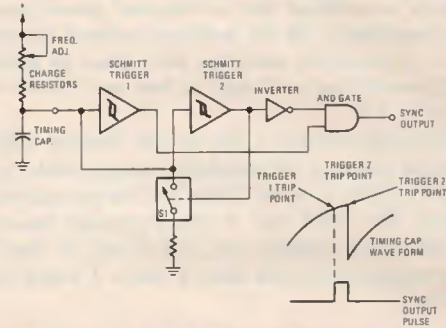 FREQ.
ADJ.
CHARGE
RESISTORS
TIMING
CAP.
SCHMITT
TRIGGER
1
SCHMITT
TRIGGER
2
INVERTER
AND GATE
SYNC
OUTPUT
S1
TRIGGER 2
TRIP POINT
TRIGGER
1 TRIP
POINT
TRIGGER 2
TRIP POINT
TIMING CAP.
WAVE FORM
SYNC
OUTPUT
PULSE